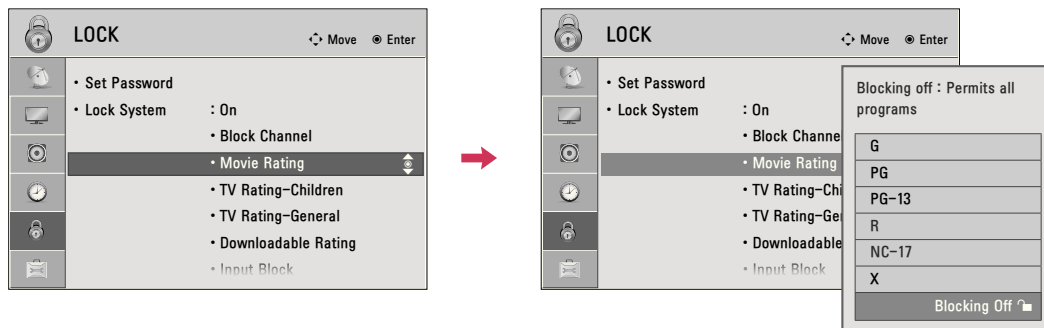 LOCK
Move Enter
• Set Password
• Lock System : On
• Block Channel
• Movie Rating
• TV Rating-Children
• TV Rating-General
• Downloadable Rating
• Input Block
LOCK
Move Enter
• Set Password
• Lock System : On
• Block Channe
• Movie Rating
• TV Rating-Chi
• TV Rating-Ge
• Downloadable
• Input Block
Blocking off : Permits all
programs
G
PG
PG-13
R
NC-17
X
Blocking Off